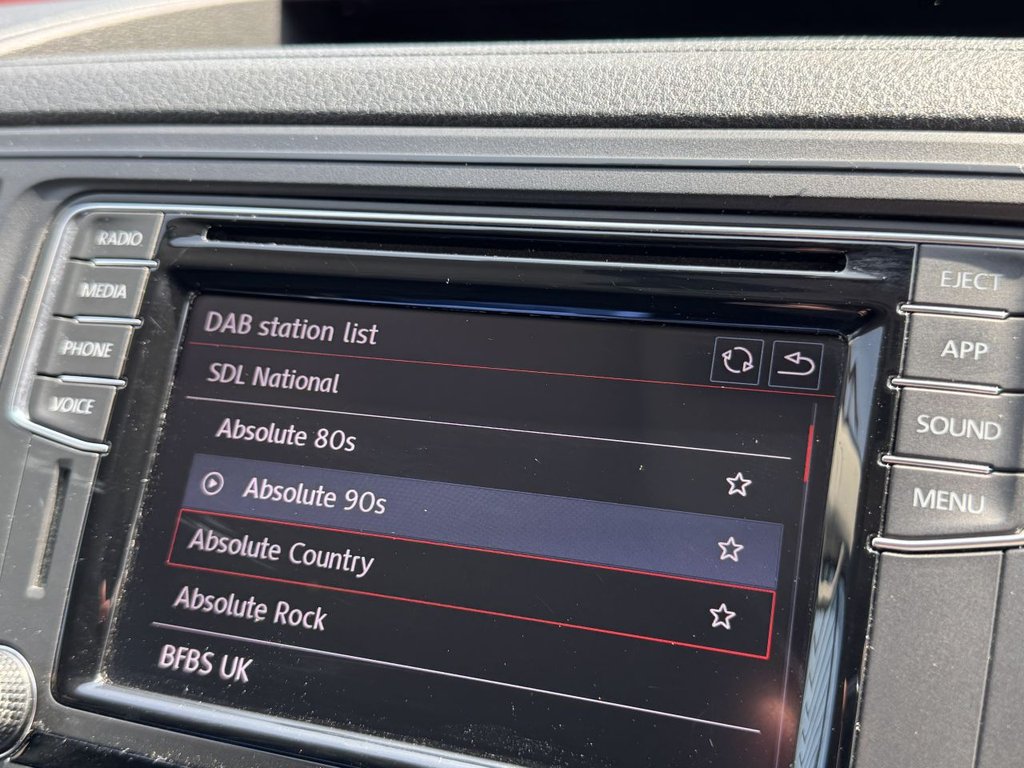 RADIO
MEDIA
PHONE
VOICE
DAB station list
SDL National
Absolute 80s
Absolute 90s
Absolute Country
Absolute Rock
BFBS UK
EJECT
APP
SOUND
MENU